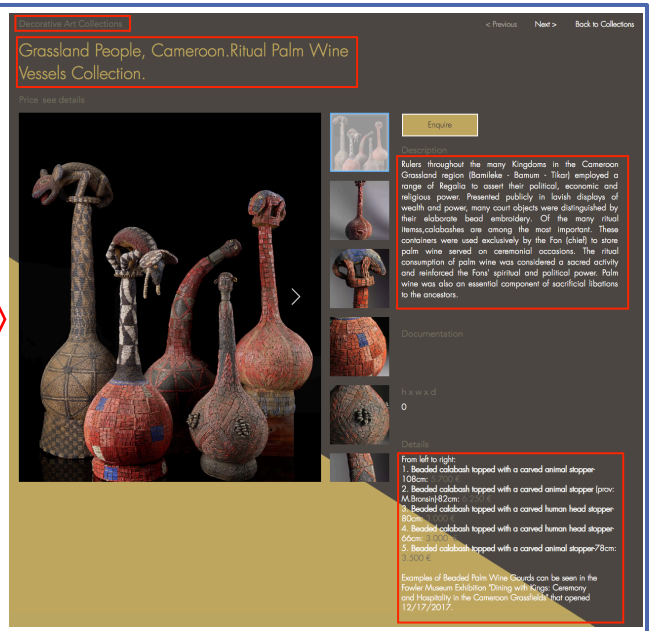 Decorative Art Collections
< Previous Next > Back to Collections
Grassland People, Cameroon.Ritual Palm Wine
Vessels Collection.
Price see details
Enquire
Description
Rulers throughout the many Kingdoms in the Cameroon
Grassland region (Bamileke - Bamum - Tikar) employed a
range of Regalia to assert their political, economic and
religious power. Presented publicly in lavish displays of
wealth and power, many court objects were distinguished by
their elaborate bead embroidery. Of the many ritual
itemss,calabashes are among the most important. These
containers were used exclusively by the Fon (chief) to store
palm wine served on ceremonial occasions. The ritual
consumption of palm wine was considered a sacred activity
and reinforced the Fons' spiritual and political power. Palm
wine was also an essential component of sacrificial libations
to the ancestors.
Documentation
h x w x d
0
Details
From left to right:
1. Beaded calabash topped with a carved animal stopper-
108cm: 5.700 €
2. Beaded calabash topped with a carved animal stopper (prov:
M.Bronsin)-82cm: 6.250 €
3. Beaded calabash topped with a carved human head stopper-
80cm: .000 €
4. Beaded calabash topped with a carved human head stopper-
66cm: 3.000 €
5. Beaded calabash topped with a carved animal stopper-78cm:
3.500 €
Examples of Beaded Palm Wine Gourds can be seen in the
Fowler Museum Exhibition "Dining with Kings: Ceremony
and Hospitality in the Cameroon Grassfields" that opened
12/17/2017.